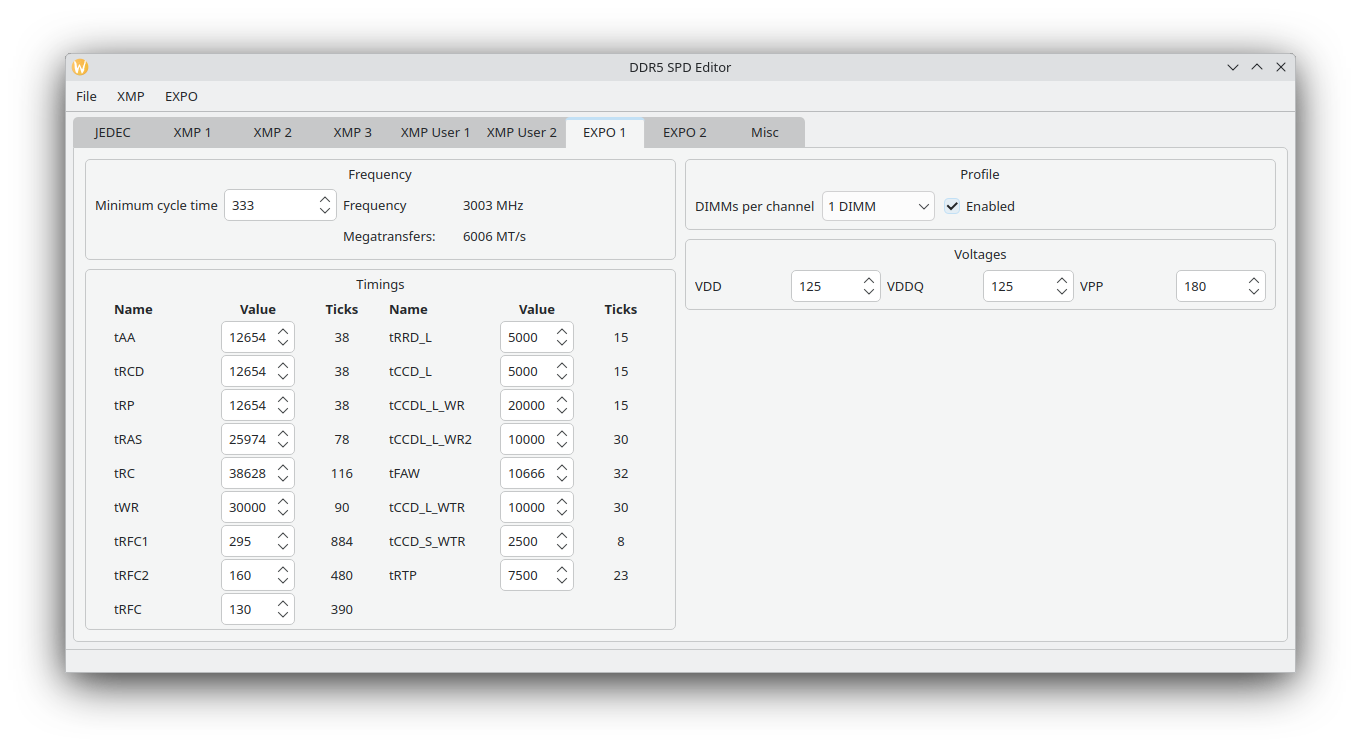 W
DDR5 SPD Editor
File XMP EXPO
JEDEC XMP 1 XMP 2 XMP 3 XMP User 1 XMP User 2 EXPO 1 EXPO 2 Misc
Frequency
Minimum cycle time 333 Frequency 3003 MHz
Megatransfers: 6006 MT/s
Timings
Name Value Ticks Name Value Ticks
tAA 12654 38 tRRD_L 5000 15
tRCD 12654 38 tCCD_L 5000 15
tRP 12654 38 tCCDL_L_WR 20000 15
tRAS 25974 78 tCCDL_L_WR2 10000 30
tRC 38628 116 tFAW 10666 32
tWR 30000 90 tCCD_L_WTR 10000 30
tRFC1 295 884 tCCD_S_WTR 2500 8
tRFC2 160 480 tRTP 7500 23
tRFC 130 390
Profile
DIMMs per channel 1 DIMM Enabled
Voltages
VDD 125 VDDQ 125 VPP 180